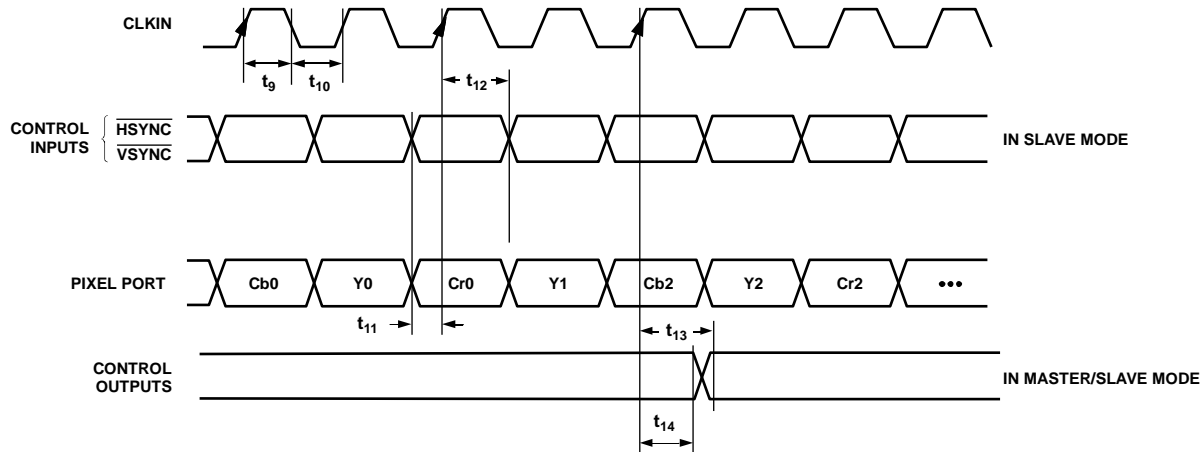 CLKIN
t9
t10
t12
CONTROL
INPUTS
HSYNC
VSYNC
IN SLAVE MODE
PIXEL PORT
Cb0
Y0
Cr0
Y1
Cb2
Y2
Cr2
•••
t11
t13
CONTROL
OUTPUTS
IN MASTER/SLAVE MODE
t14